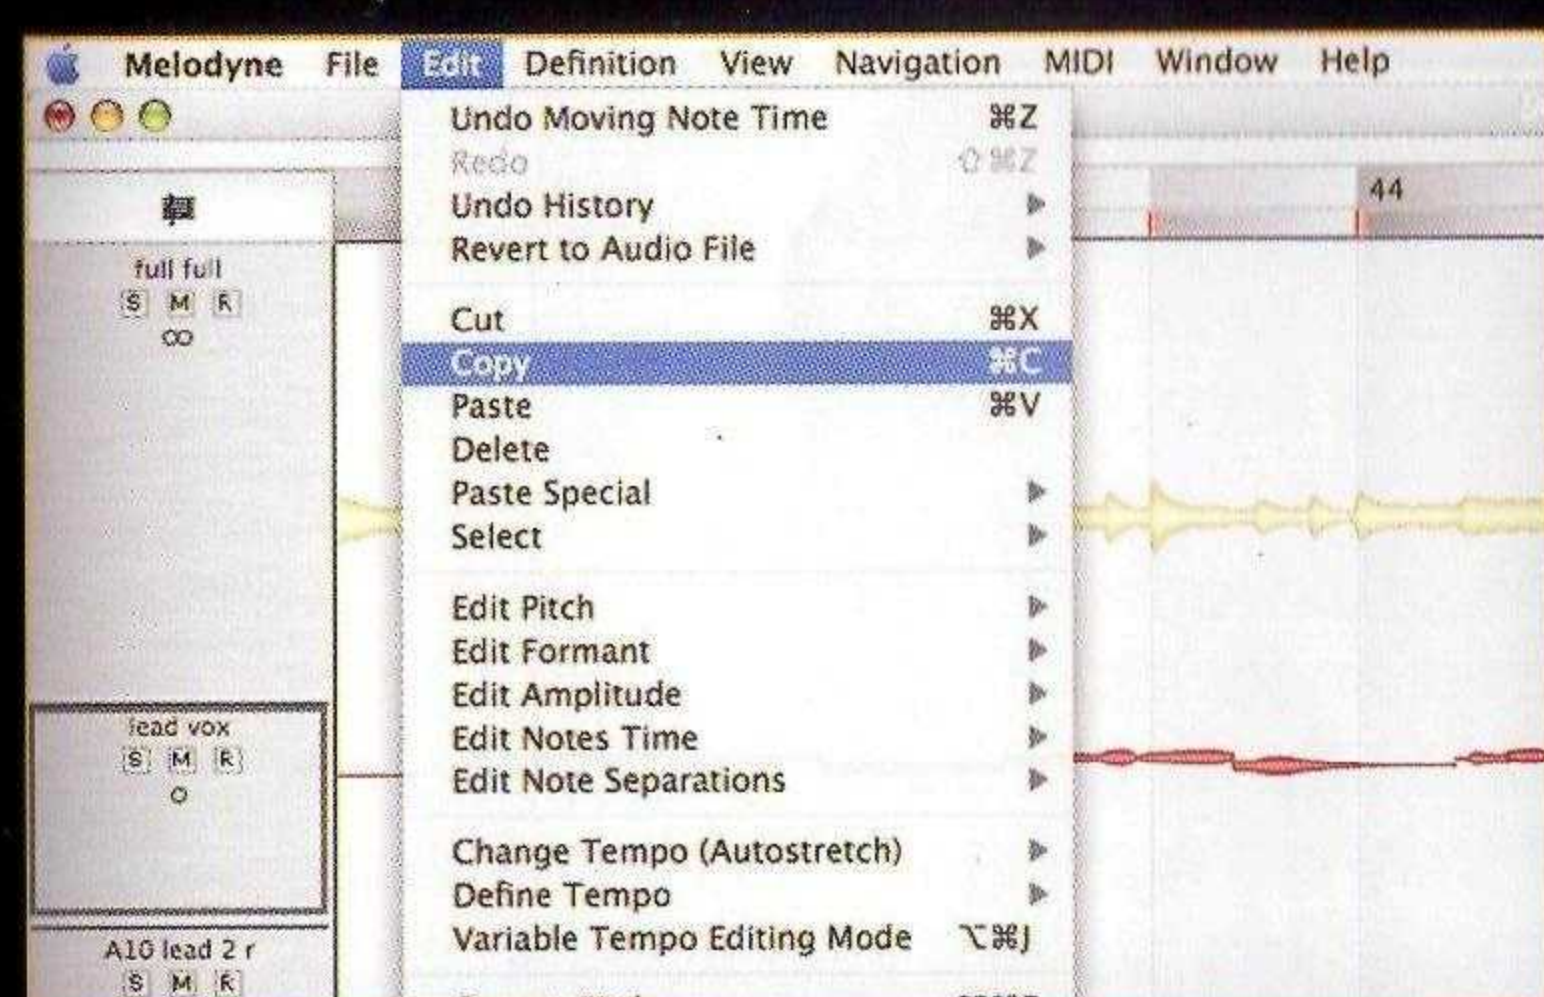 Melodyne File Edit Definition View Navigation MIDI Window Help
Undo Moving Note Time ⌘Z
Redo ⇧⌘Z
Undo History
Revert to Audio File
Cut ⌘X
Copy ⌘C
Paste ⌘V
Delete
Paste Special
Select
Edit Pitch
Edit Formant
Edit Amplitude
Edit Notes Time
Edit Note Separations
Change Tempo (Autostretch)
Define Tempo
Variable Tempo Editing Mode ⌥⌘J
44
full full
S M R
lead vox
S M R
A10 lead 2 r
S M R